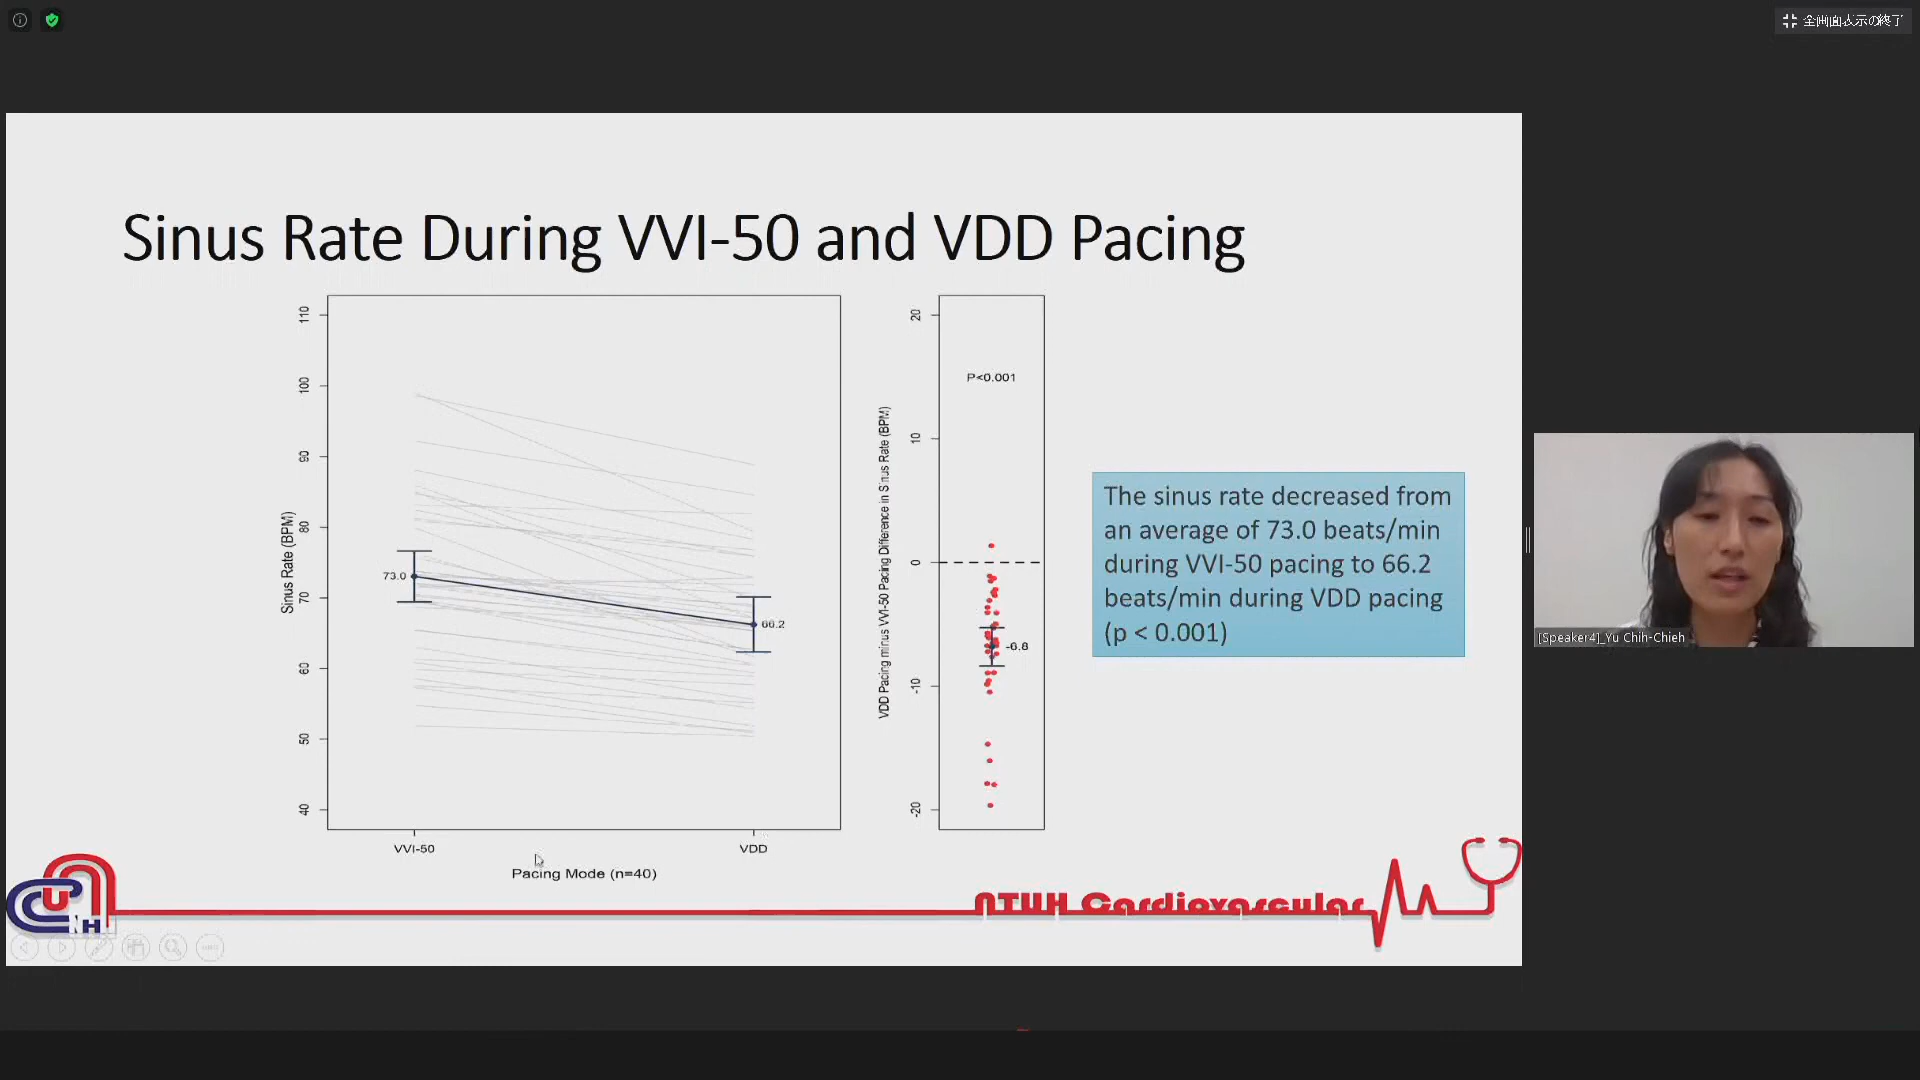 全画面表示の終了
Sinus Rate During VVI-50 and VDD Pacing
110
100
90
80
70
60
50
40
Sinus Rate (BPM)
73.0
66.2
VVI-50
VDD
Pacing Mode (n=40)
VDD Pacing minus VVI-50 Pacing Difference in Sinus Rate (BPM)
20
10
0
-10
-20
P<0.001
-6.8
The sinus rate decreased from
an average of 73.0 beats/min
during VVI-50 pacing to 66.2
beats/min during VDD pacing
(p < 0.001)
[Speaker4]_Yu Chih-Chieh
NTUH Cardiovascular